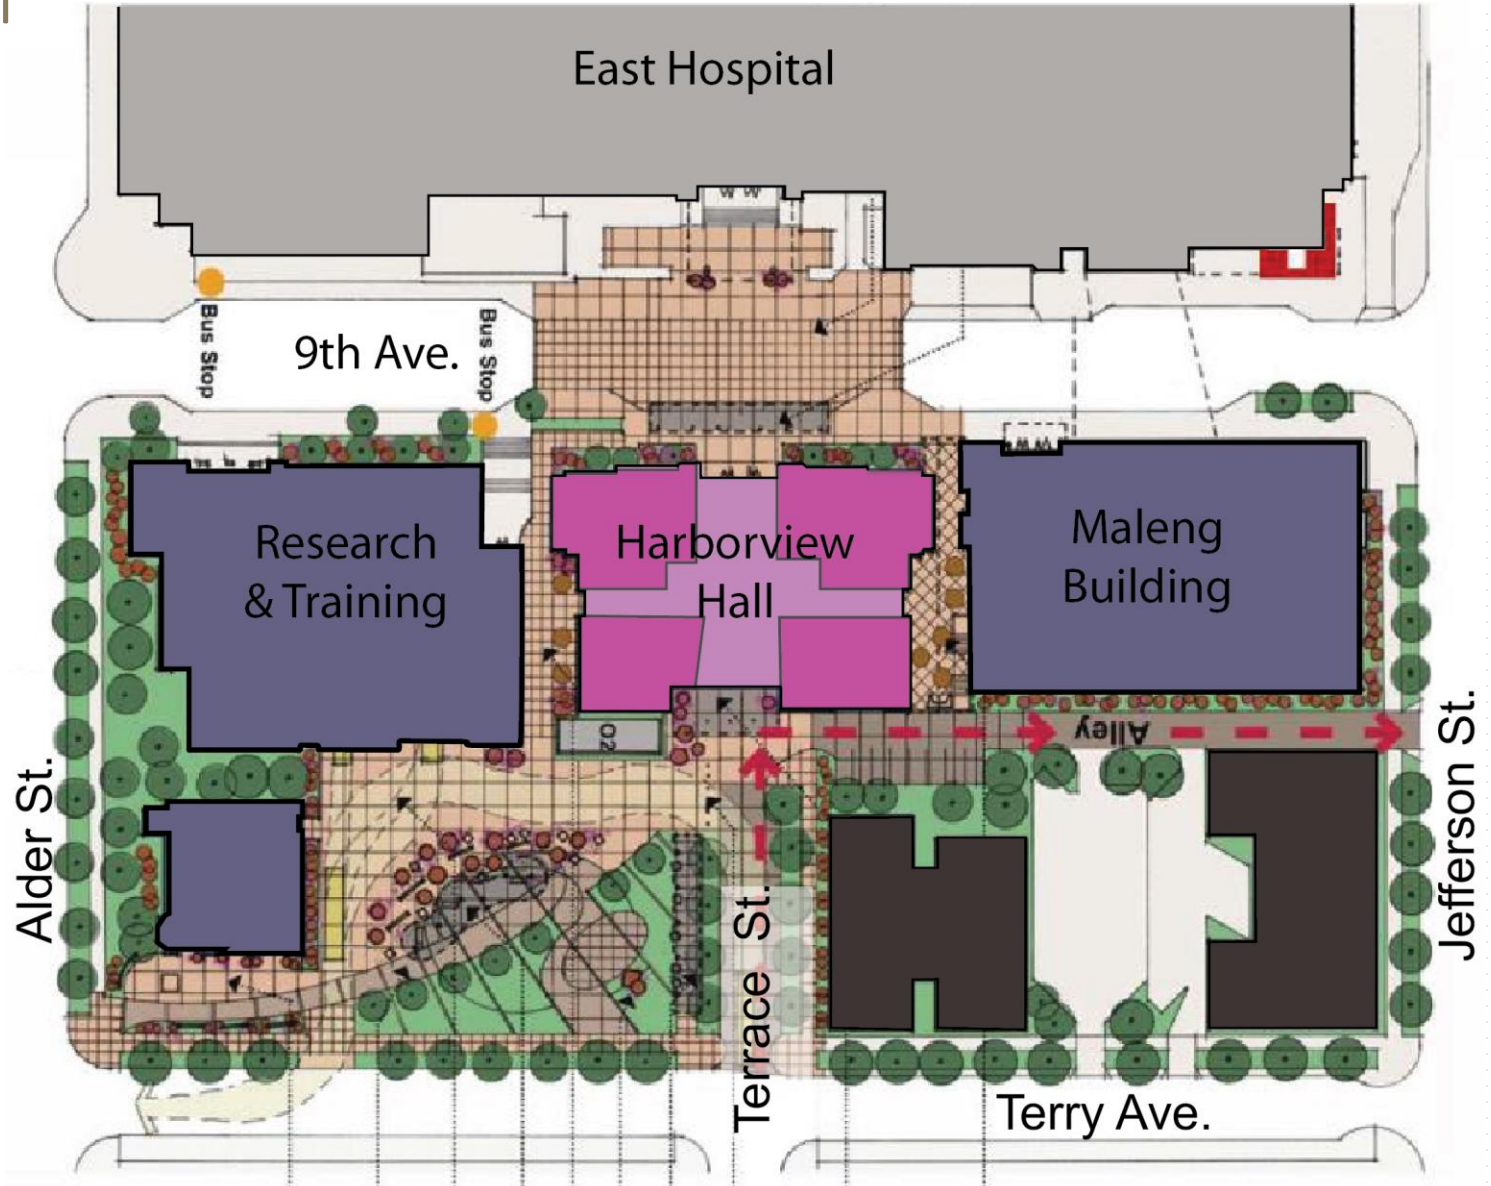 East Hospital
Bus Stop
9th Ave.
Bus Stop
Research
& Training
Harborview
Hall
Maleng
Building
O2
Alley
Alder St.
Jefferson St.
Terrace St.
Terry Ave.